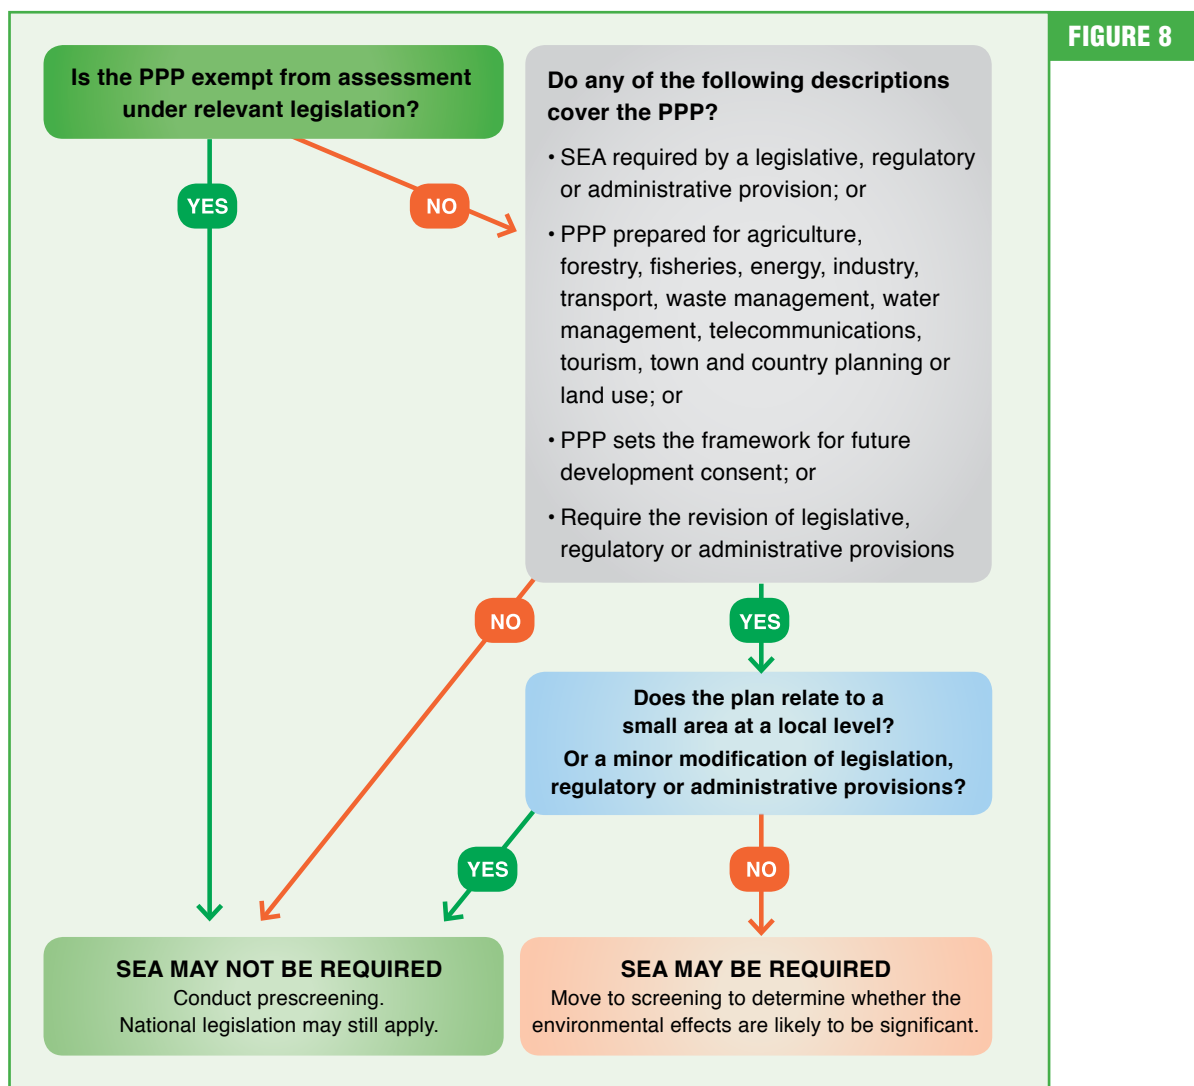 FIGURE 8
Is the PPP exempt from assessment
under relevant legislation?
YES
NO
Do any of the following descriptions
cover the PPP?
• SEA required by a legislative, regulatory
or administrative provision; or
• PPP prepared for agriculture,
forestry, fisheries, energy, industry,
transport, waste management, water
management, telecommunications,
tourism, town and country planning or
land use; or
• PPP sets the framework for future
development consent; or
• Require the revision of legislative,
regulatory or administrative provisions
NO
YES
Does the plan relate to a
small area at a local level?
Or a minor modification of legislation,
regulatory or administrative provisions?
YES
NO
SEA MAY NOT BE REQUIRED
Conduct prescreening.
National legislation may still apply.
SEA MAY BE REQUIRED
Move to screening to determine whether the
environmental effects are likely to be significant.